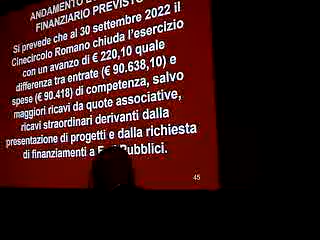 ANDAMENTO
FINANZIARIO PREVISTO
Si prevede che al 30 settembre 2022 il
Cinecircolo Romano chiuda l'esercizio
con un avanzo di € 220,10 quale
differenza tra entrate (€ 90.638,10) e
spese (€ 90.418) di competenza, salvo
maggiori ricavi da quote associative,
ricavi straordinari derivanti dalla
presentazione di progetti e dalla richiesta
di finanziamenti a Pubblici.
45